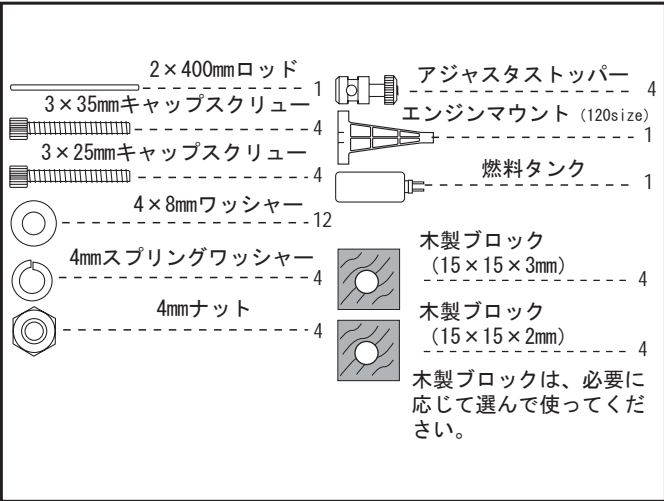 2×400mmロッド 1
3×35mmキャップスクリュー 4
3×25mmキャップスクリュー 4
4×8mmワッシャー 12
4mmスプリングワッシャー 4
4mmナット 4
アジャスタストッパー 4
エンジンマウント（120size） 1
燃料タンク 1
木製ブロック
（15×15×3mm） 4
木製ブロック
（15×15×2mm） 4
木製ブロックは、必要に
応じて選んで使ってくだ
さい。